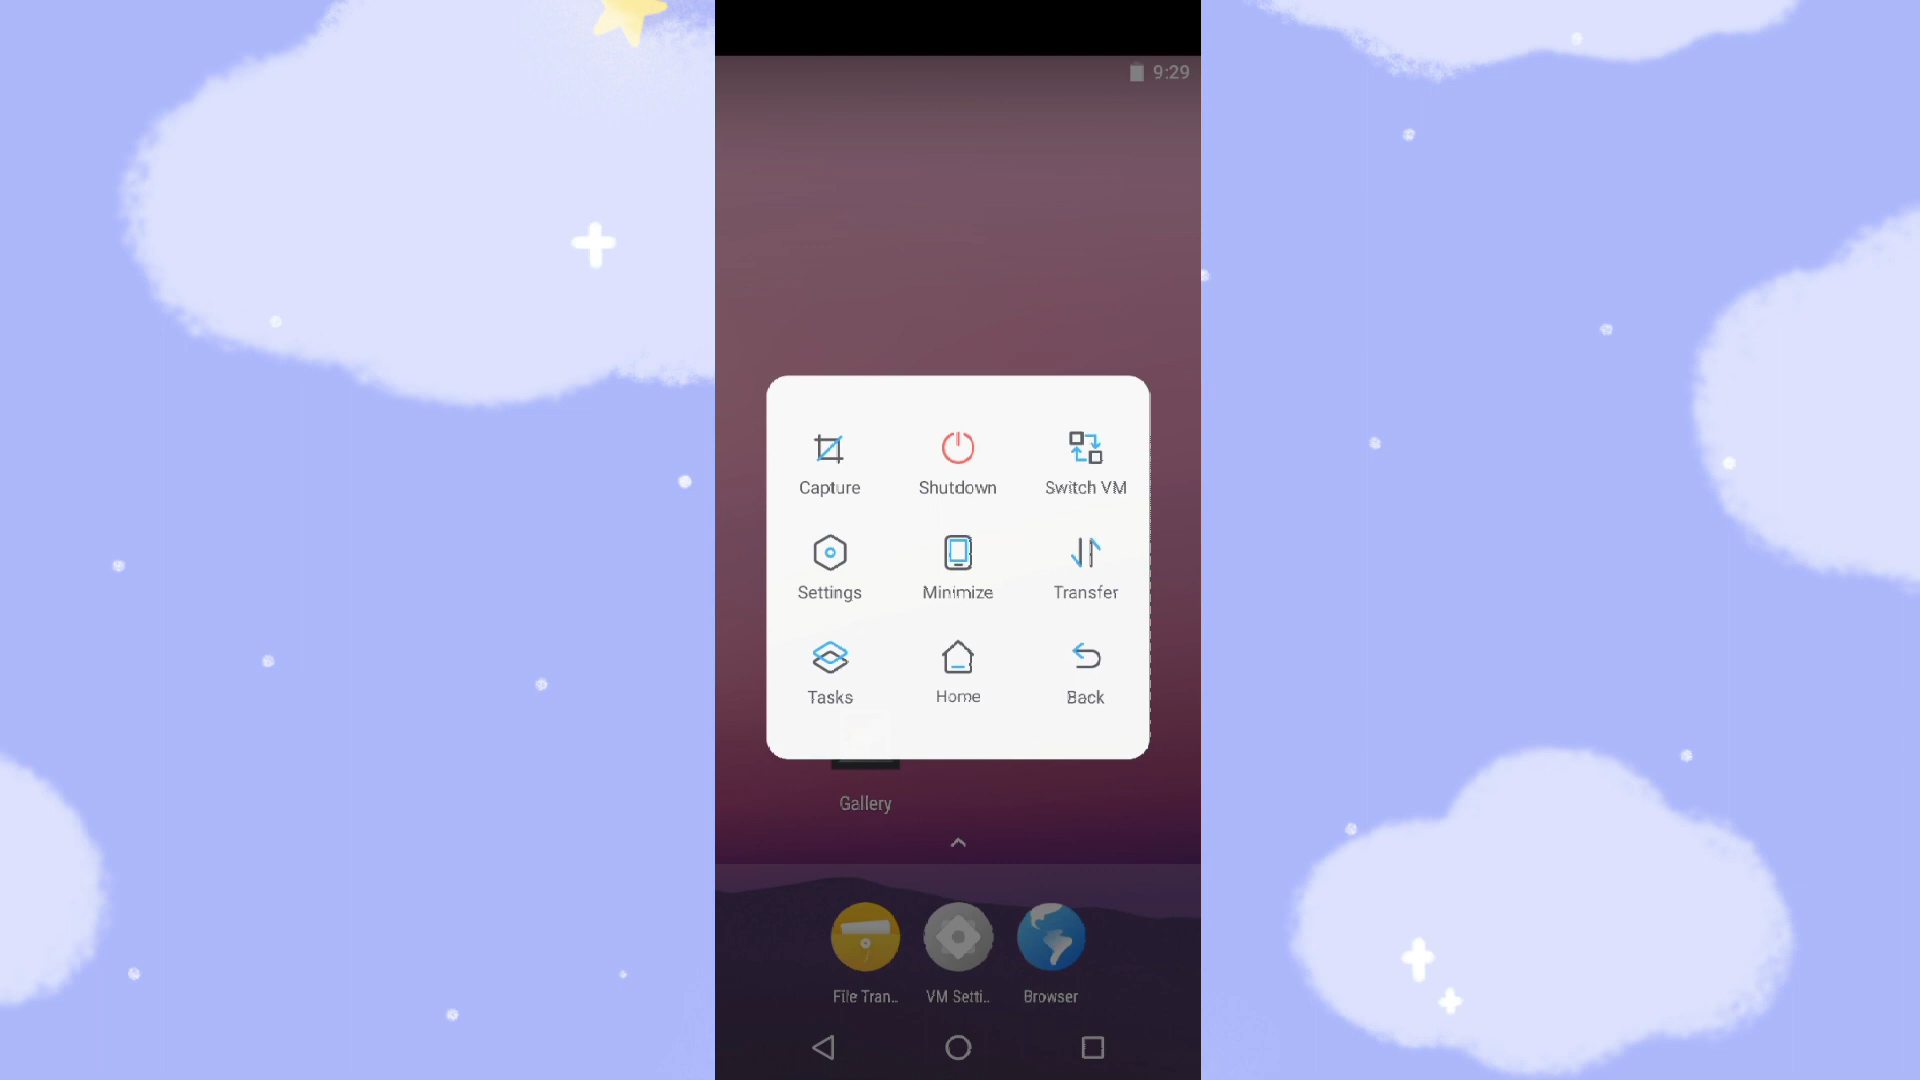 9:29
Capture Shutdown Switch VM
Settings Minimize Transfer
Tasks Home Back
Gallery
File Tran.. VM Setti.. Browser